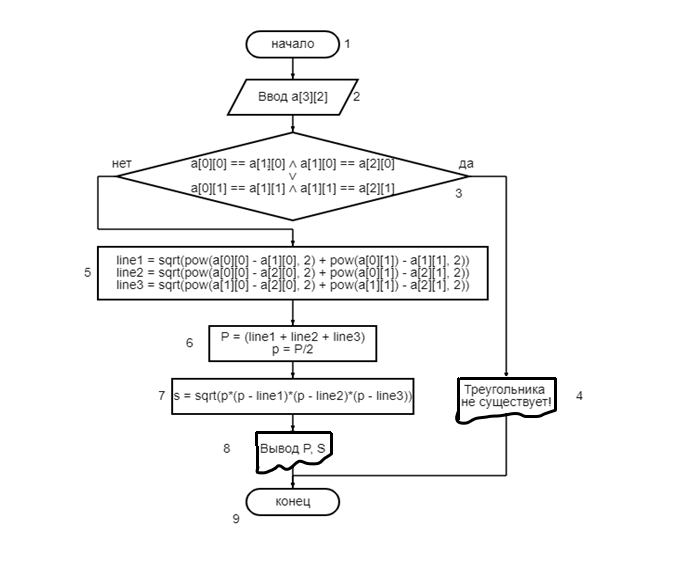 начало 1
Ввод a[3][2] 2
нет
да
a[0][0] == a[1][0] ∧ a[1][0] == a[2][0]
∨
a[0][1] == a[1][1] ∧ a[1][1] == a[2][1]
3
5
line1 = sqrt(pow(a[0][0] - a[1][0], 2) + pow(a[0][1]) - a[1][1], 2))
line2 = sqrt(pow(a[0][0] - a[2][0], 2) + pow(a[0][1]) - a[2][1], 2))
line3 = sqrt(pow(a[1][0] - a[2][0], 2) + pow(a[1][1]) - a[2][1], 2))
6
P = (line1 + line2 + line3)
p = P/2
7 s = sqrt(p*(p - line1)*(p - line2)*(p - line3))
Треугольника
не существует!
4
8 Вывод P, S
конец
9